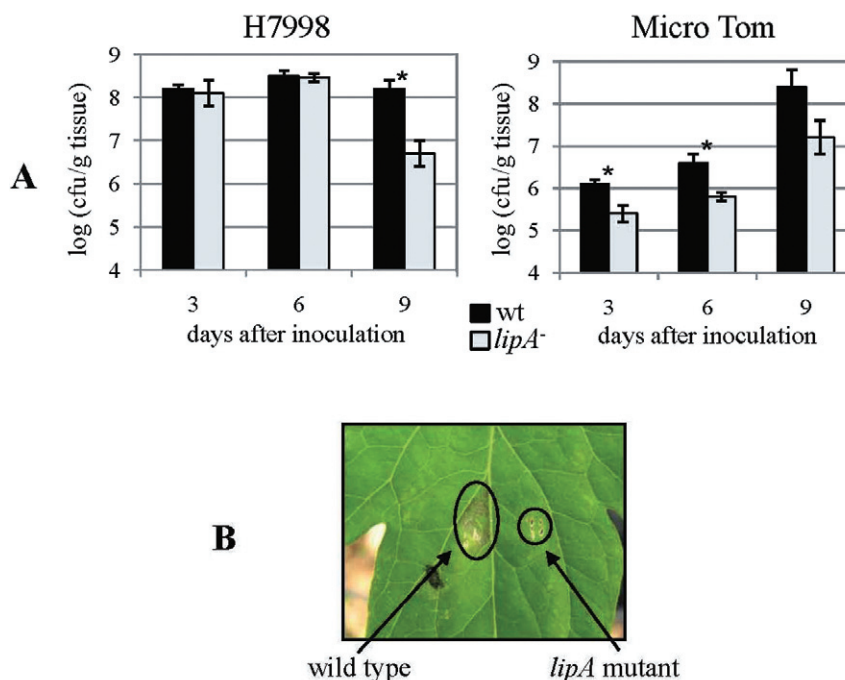 H7998
Micro Tom
A
log (cfu/g tissue)
9
8
7
6
5
4
*
3 6 9
days after inoculation
log (cfu/g tissue)
9
8
7
6
5
4
*
*
3 6 9
days after inoculation
wt
lipA-
B
wild type
lipA mutant